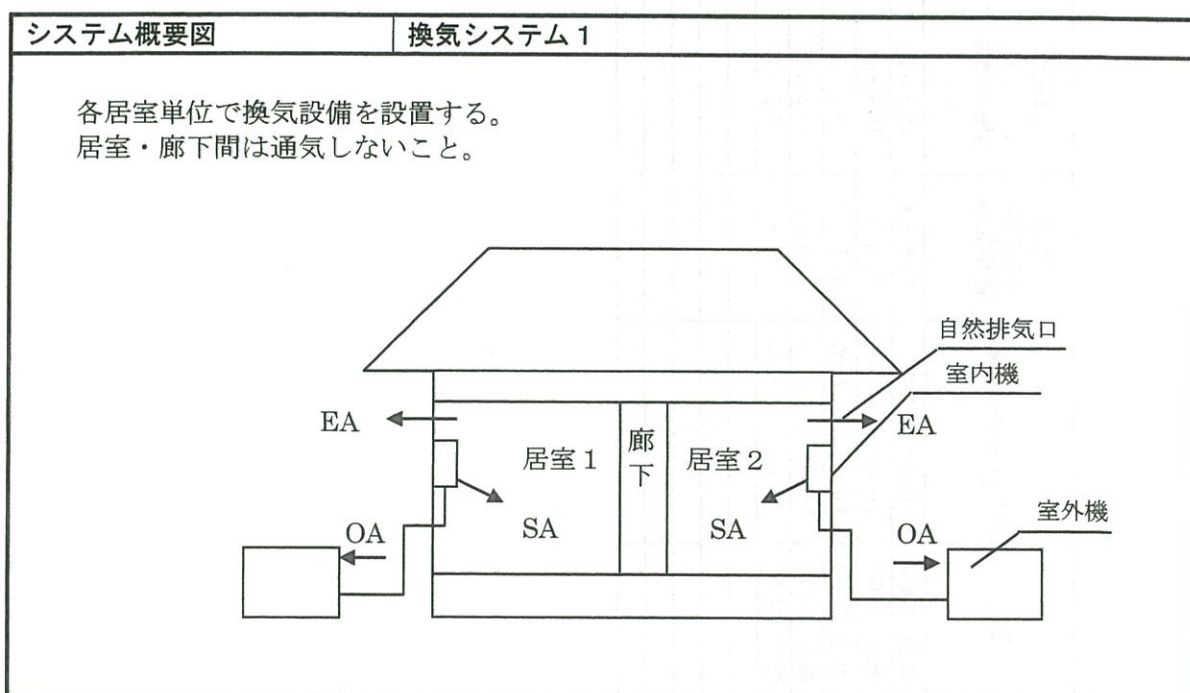 システム概要図
換気システム1
各居室単位で換気設備を設置する。
居室・廊下間は通気しないこと。
自然排気口
室内機
EA
EA
居室1
廊下
居室2
SA
SA
室外機
OA
OA